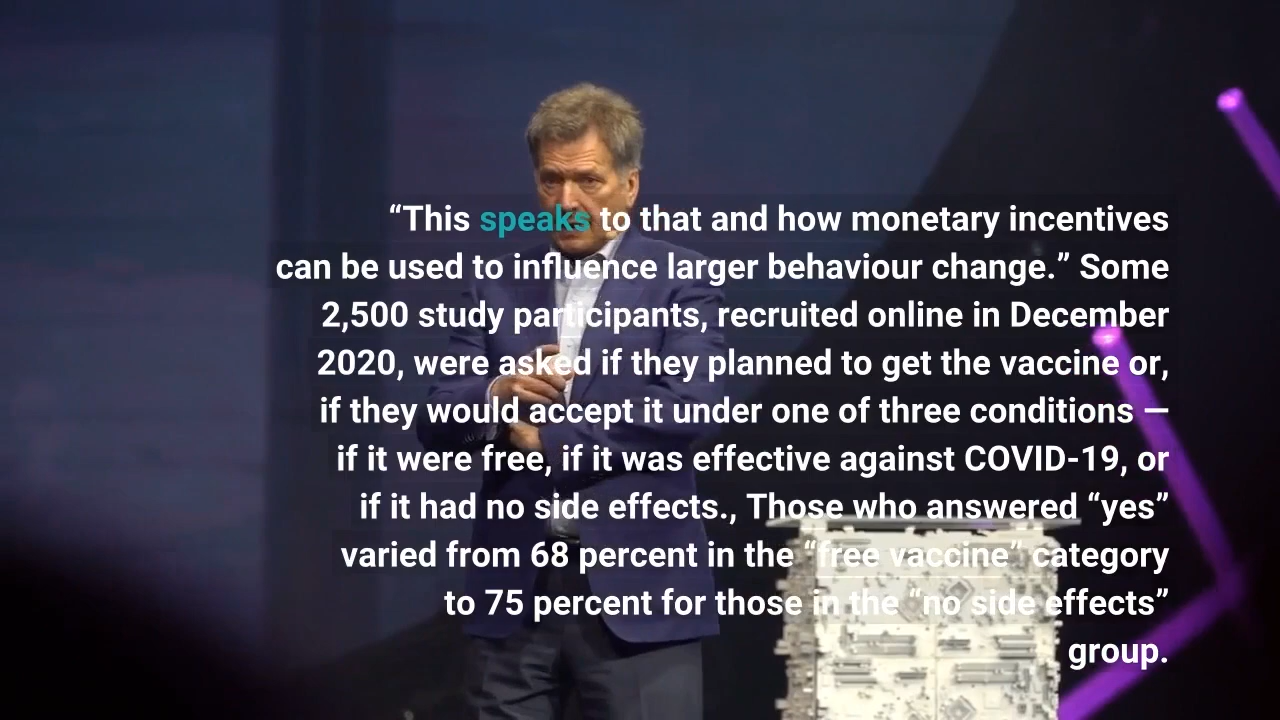 “This speaks to that and how monetary incentives
can be used to influence larger behaviour change.” Some
2,500 study participants, recruited online in December
2020, were asked if they planned to get the vaccine or,
if they would accept it under one of three conditions —
if it were free, if it was effective against COVID-19, or
if it had no side effects., Those who answered “yes”
varied from 68 percent in the “free vaccine” category
to 75 percent for those in the “no side effects”
group.